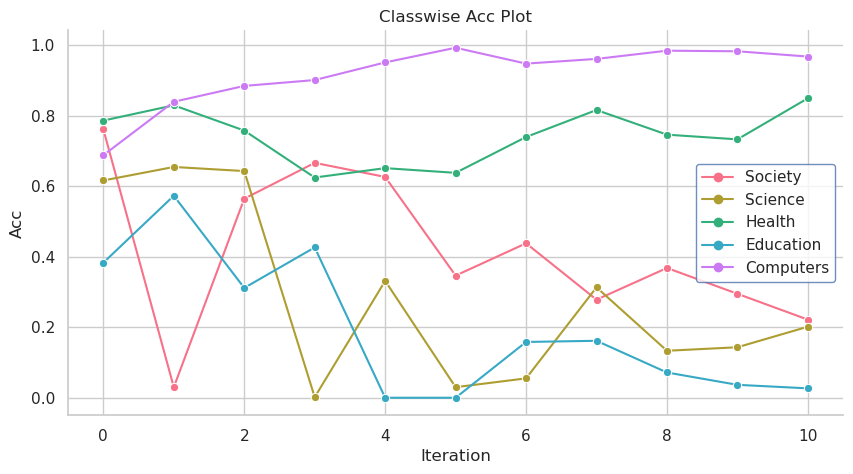 Classwise Acc Plot
1.0
0.8
0.6
0.4
0.2
0.0
Acc
Society
Science
Health
Education
Computers
0 2 4 6 8 10
Iteration